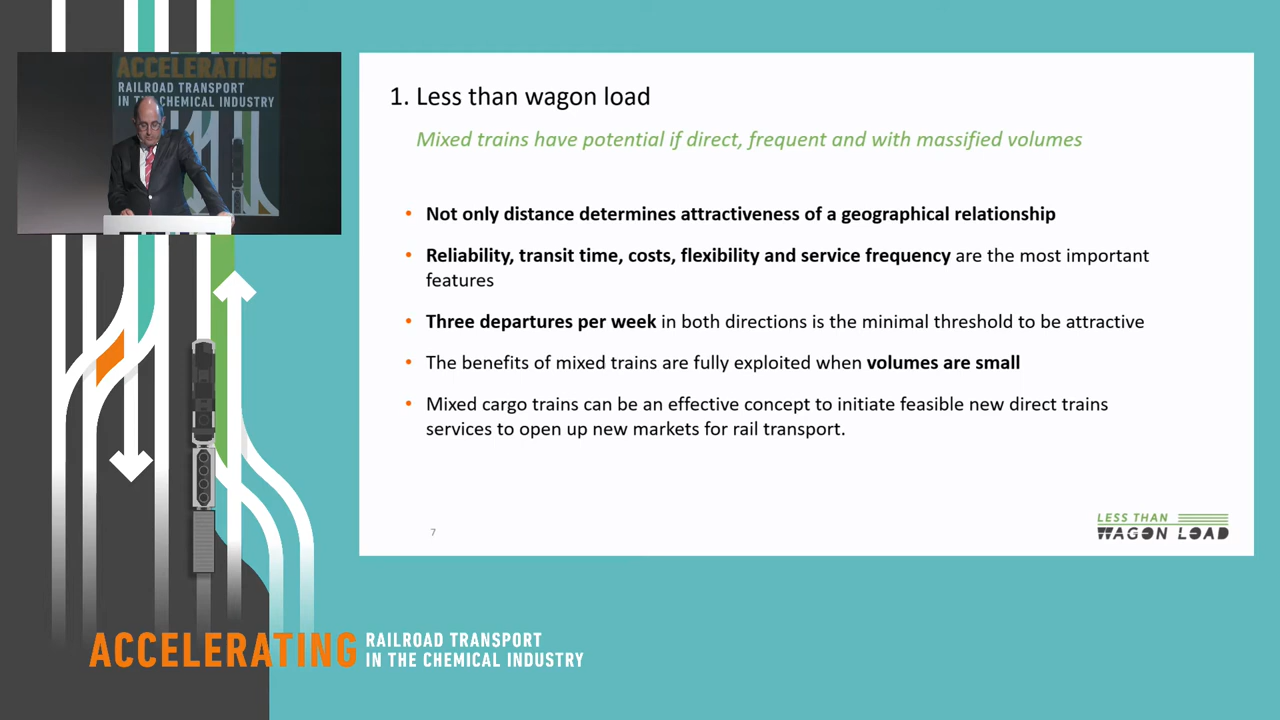 ACCELERATING
RAILROAD TRANSPORT
IN THE CHEMICAL INDUSTRY
1. Less than wagon load
Mixed trains have potential if direct, frequent and with massified volumes
• Not only distance determines attractiveness of a geographical relationship
• Reliability, transit time, costs, flexibility and service frequency are the most important
features
• Three departures per week in both directions is the minimal threshold to be attractive
• The benefits of mixed trains are fully exploited when volumes are small
• Mixed cargo trains can be an effective concept to initiate feasible new direct trains
services to open up new markets for rail transport.
7
LESS THAN
WAGON LOAD
ACCELERATING
RAILROAD TRANSPORT
IN THE CHEMICAL INDUSTRY